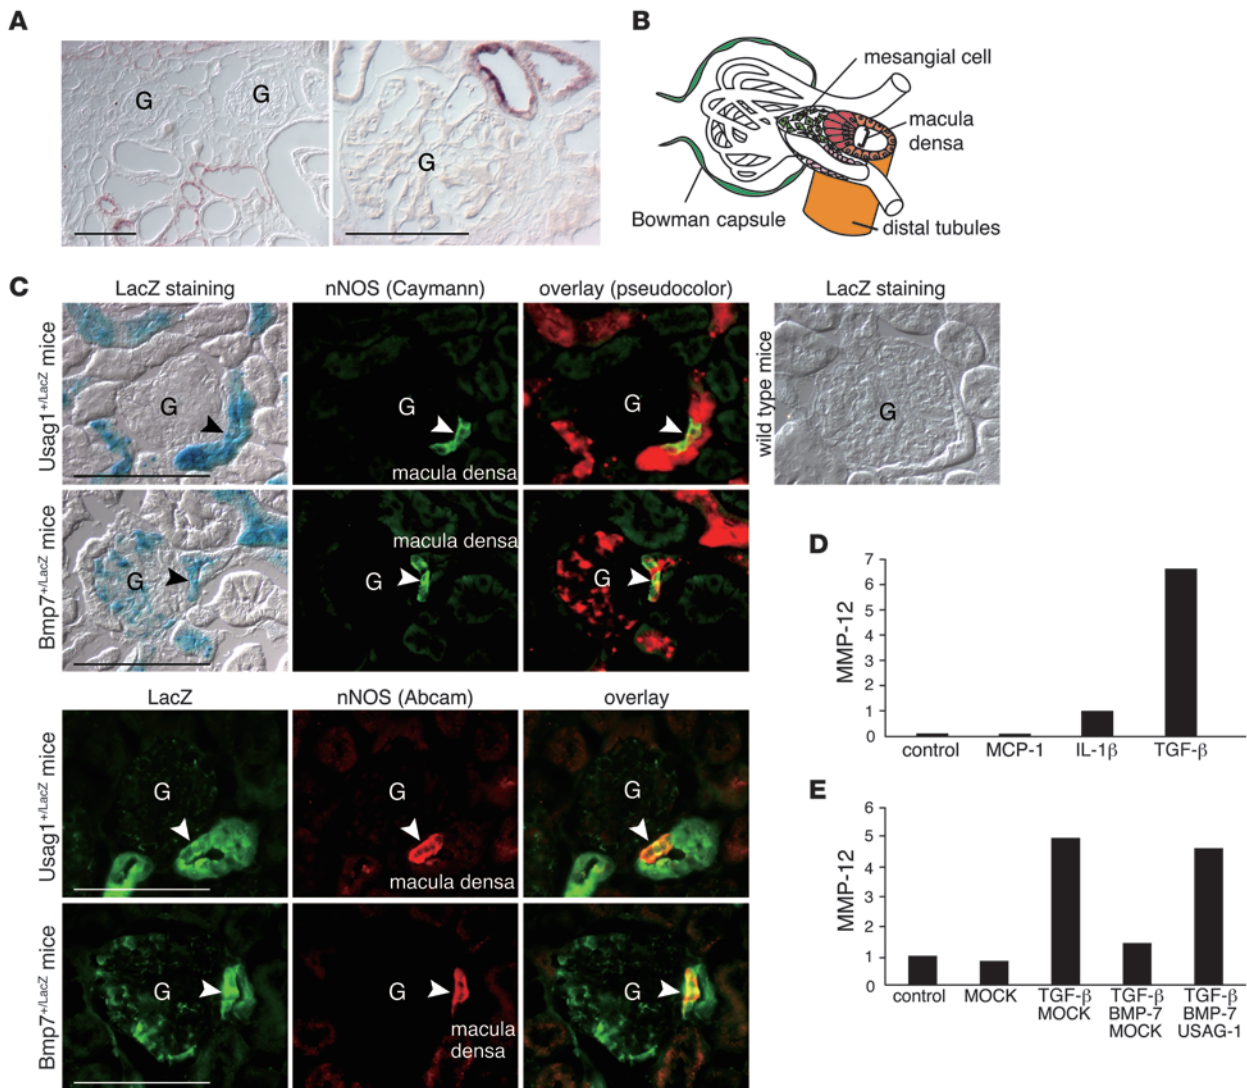 A
G
G
G
B
mesangial cell
macula
densa
Bowman capsule
distal tubules
C
LacZ staining
nNOS (Caymann)
overlay (pseudocolor)
LacZ staining
Usag1+/LacZ mice
G
G
macula densa
G
wild type mice
G
Bmp7+/LacZ mice
G
macula densa
G
G
LacZ
nNOS (Abcam)
overlay
Usag1+/LacZ mice
G
G
macula densa
G
Bmp7+/LacZ mice
G
G
macula
densa
G
D
MMP-12
7
6
5
4
3
2
1
0
control
MCP-1
IL-1β
TGF-β
E
MMP-12
6
5
4
3
2
1
0
control
MOCK
TGF-β
MOCK
TGF-β
BMP-7
MOCK
TGF-β
BMP-7
USAG-1